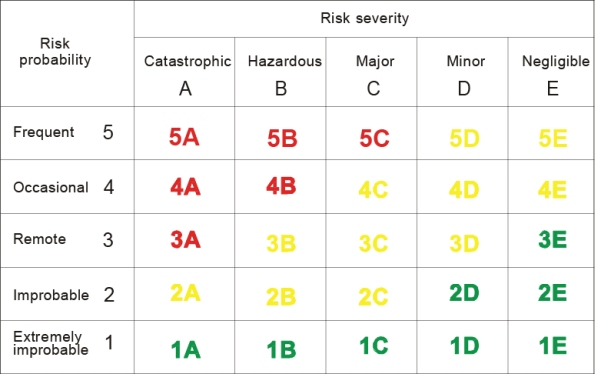 Risk severity
Risk
probability
Catastrophic Hazardous Major Minor Negligible
A B C D E
Frequent 5 5A 5B 5C 5D 5E
Occasional 4 4A 4B 4C 4D 4E
Remote 3 3A 3B 3C 3D 3E
Improbable 2 2A 2B 2C 2D 2E
Extremely
improbable 1 1A 1B 1C 1D 1E